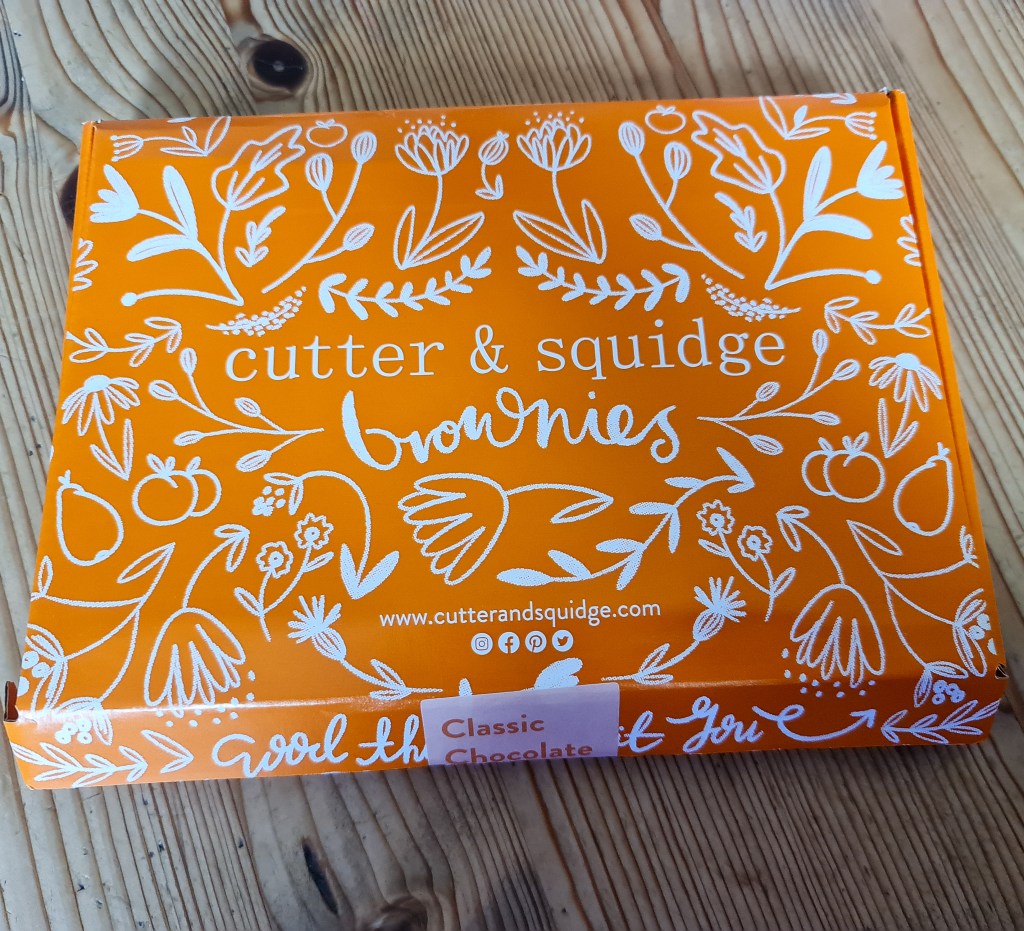 cutter & squidge
brownies
www.cutterandsquidge.com
Good
You
Classic
Chocolate